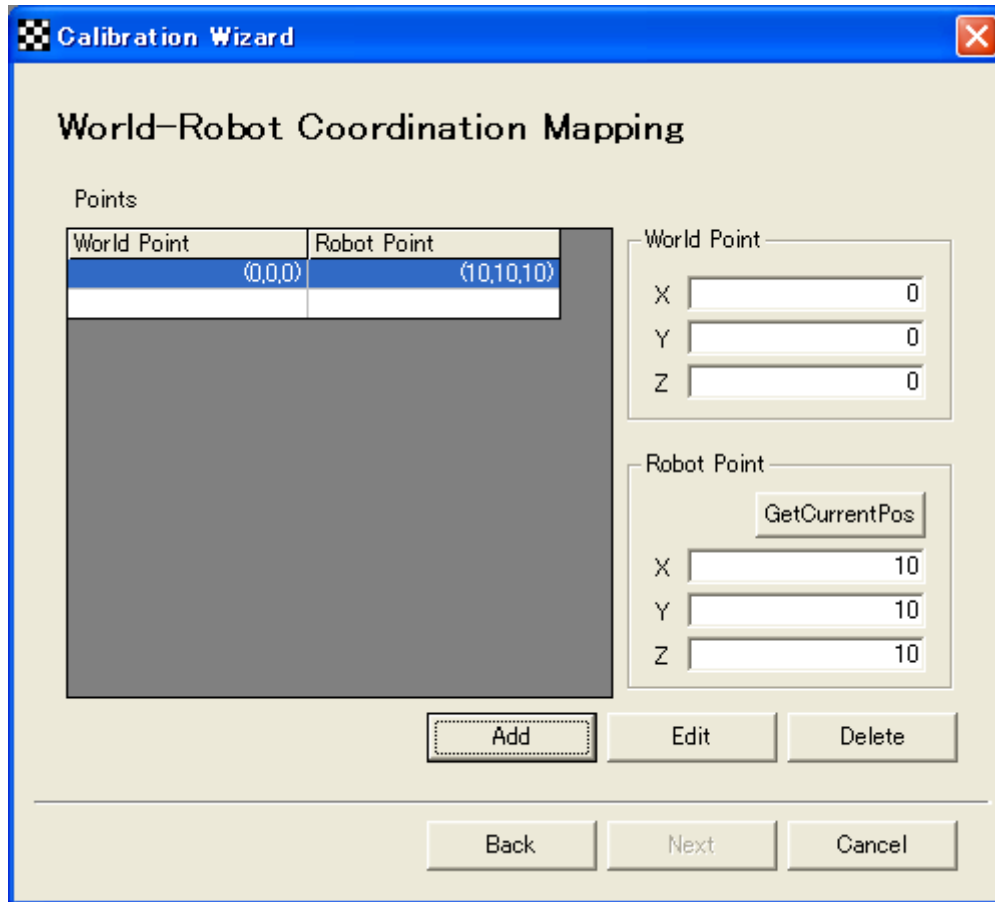 Calibration Wizard
World-Robot Coordination Mapping
Points
World Point Robot Point
(0,0,0) (10,10,10)
World Point
X 0
Y 0
Z 0
Robot Point
GetCurrentPos
X 10
Y 10
Z 10
Add Edit Delete
Back Next Cancel